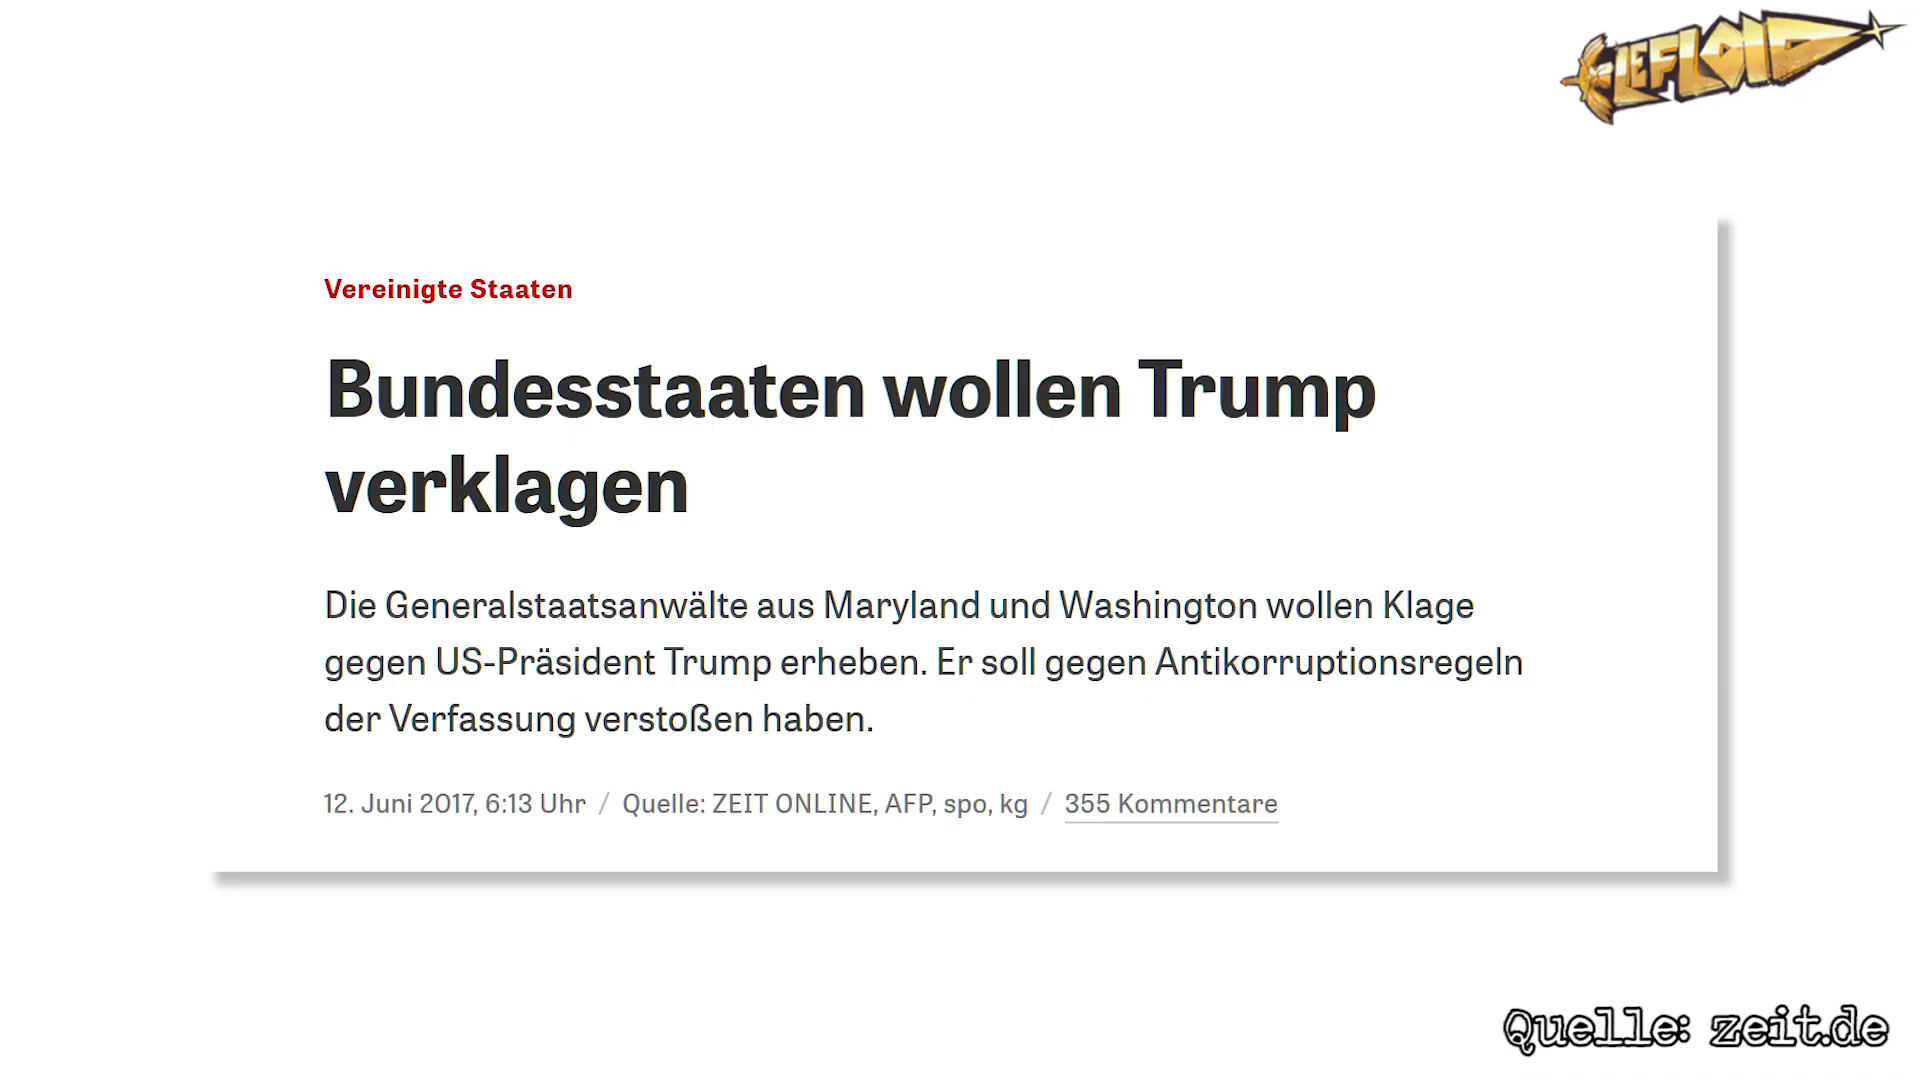 LEFLOID
Vereinigte Staaten
Bundesstaaten wollen Trump
verklagen
Die Generalstaatsanwälte aus Maryland und Washington wollen Klage
gegen US-Präsident Trump erheben. Er soll gegen Antikorruptionsregeln
der Verfassung verstoßen haben.
12. Juni 2017, 6:13 Uhr / Quelle: ZEIT ONLINE, AFP, spo, kg / 355 Kommentare
Quelle: zeit.de